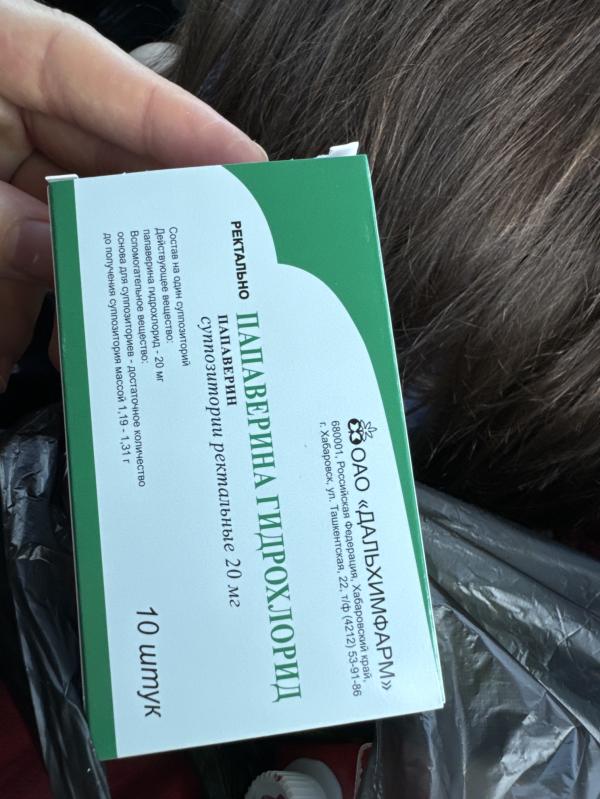 ОАО «ДАЛЬХИМФАРМ»
680001, Российская Федерация, Хабаровский край,
г. Хабаровск, ул. Ташкентская, 22, т/ф (4212) 53-91-86
РЕКТАЛЬНО
ПАПАВЕРИНА ГИДРОХЛОРИД
ПАПАВЕРИН
суппозитории ректальные 20 мг
Состав на один суппозиторий
Действующее вещество:
папаверина гидрохлорид - 20 мг
Вспомогательное вещество:
основа для суппозиториев - достаточное количество
до получения суппозитория массой 1,19 - 1,31 г
10 штук